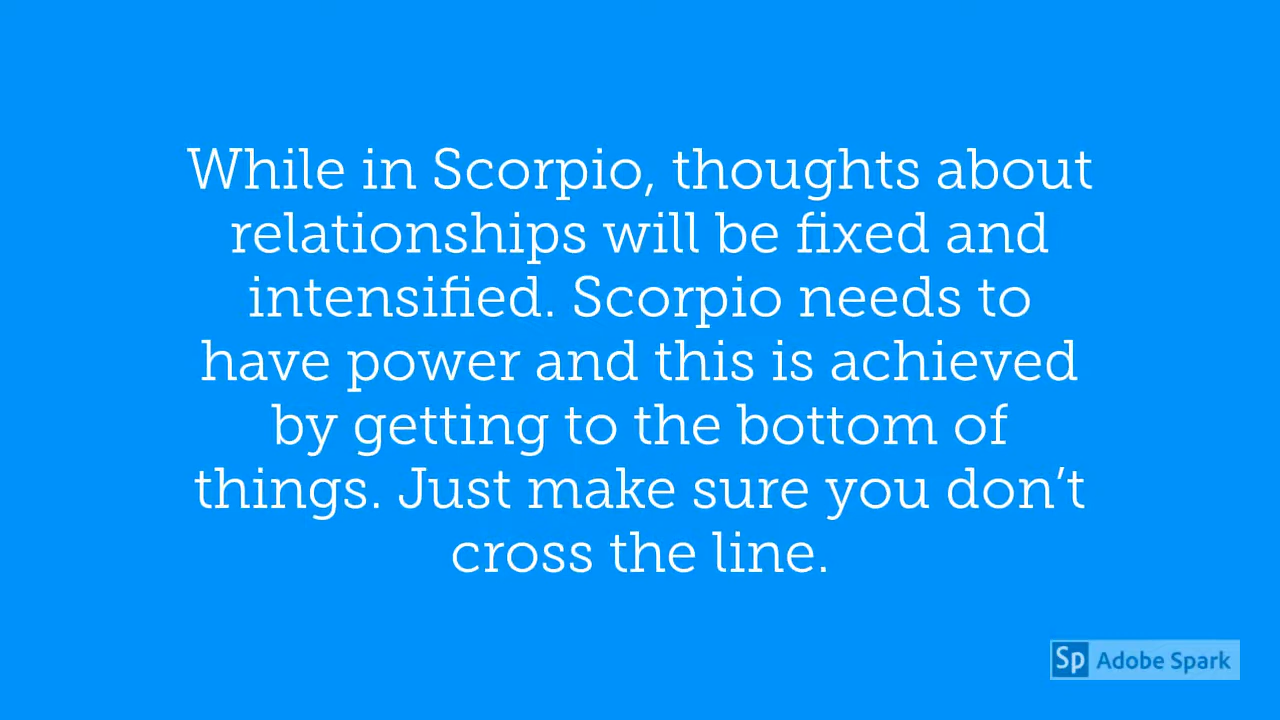 While in Scorpio, thoughts about
relationships will be fixed and
intensified. Scorpio needs to
have power and this is achieved
by getting to the bottom of
things. Just make sure you don’t
cross the line.
Sp Adobe Spark